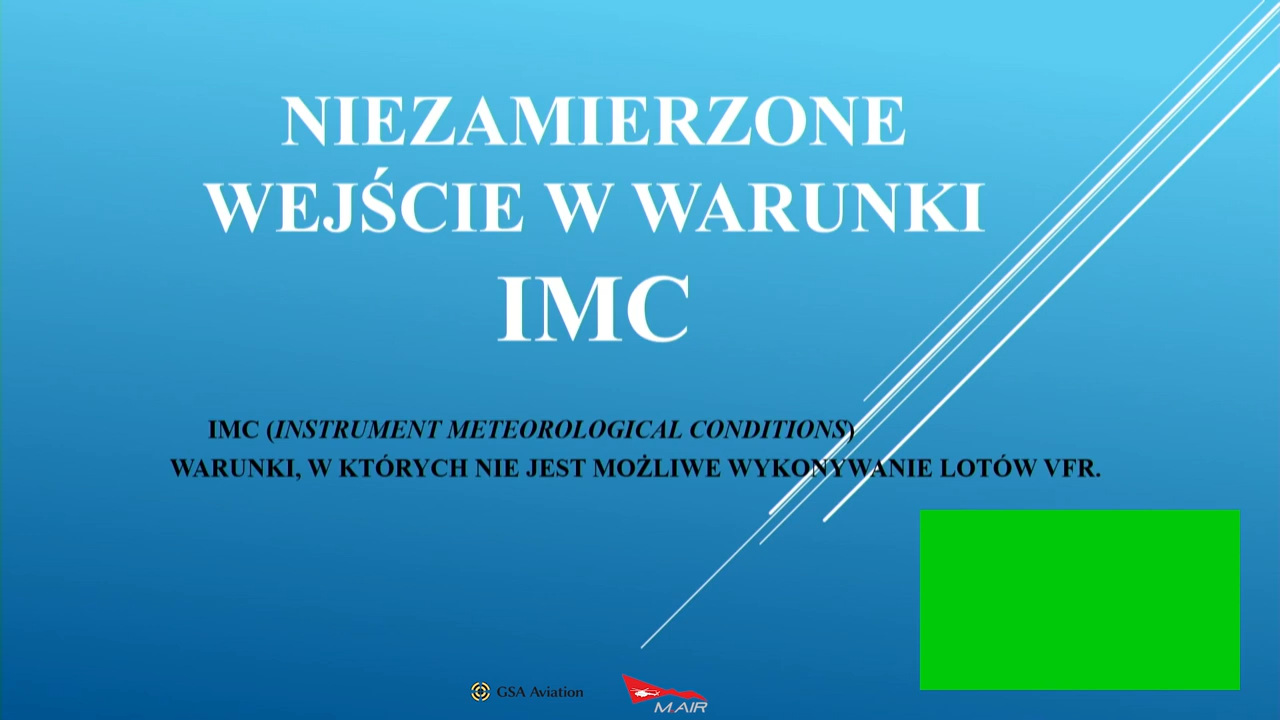 NIEZAMIERZONE
WEJŚCIE W WARUNKI
IMC
IMC (INSTRUMENT METEOROLOGICAL CONDITIONS)
WARUNKI, W KTÓRYCH NIE JEST MOŻLIWE WYKONYWANIE LOTÓW VFR.
GSA Aviation
M.AIR